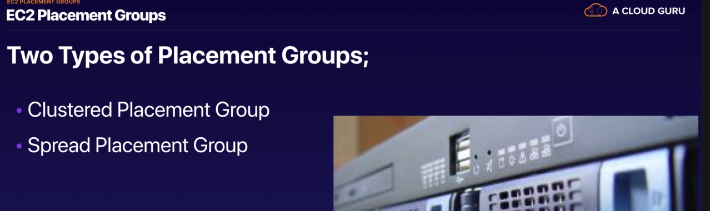 EC2 PLACEMENT GROUPS
EC2 Placement Groups
A CLOUD GURU
Two Types of Placement Groups;
• Clustered Placement Group
• Spread Placement Group